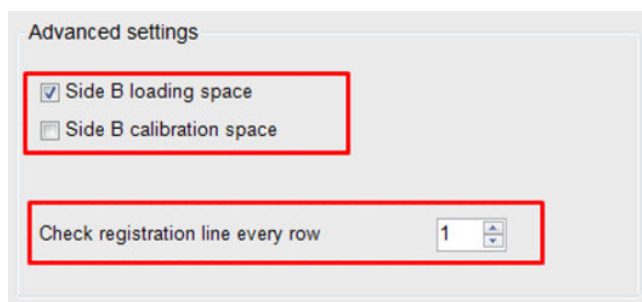 Advanced settings
Side B loading space
Side B calibration space
Check registration line every row 1